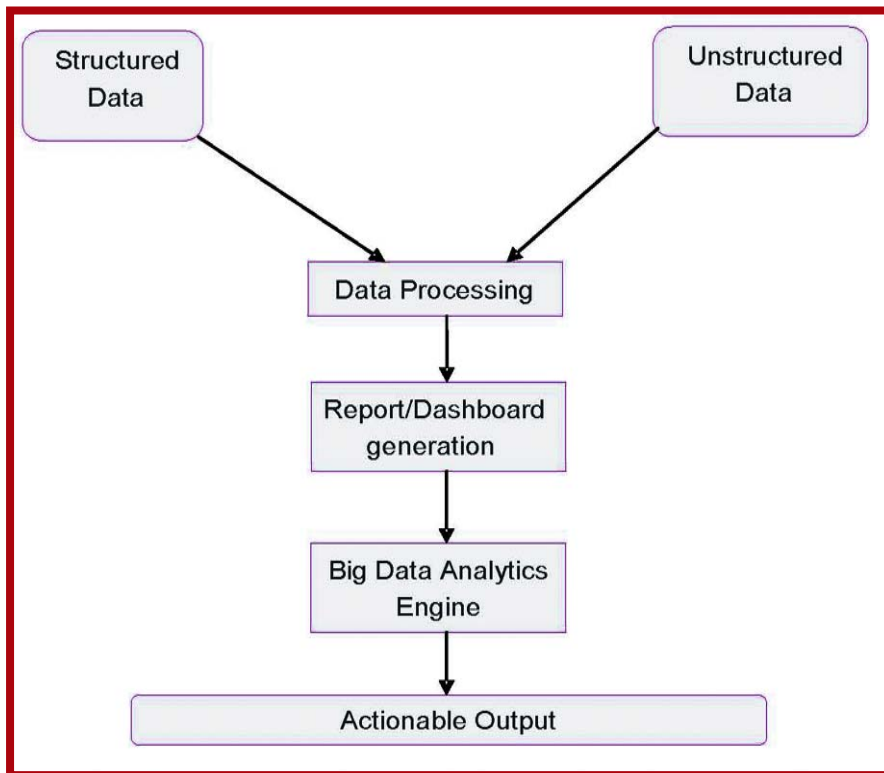 Structured
Data
Unstructured
Data
Data Processing
Report/Dashboard
generation
Big Data Analytics
Engine
Actionable Output